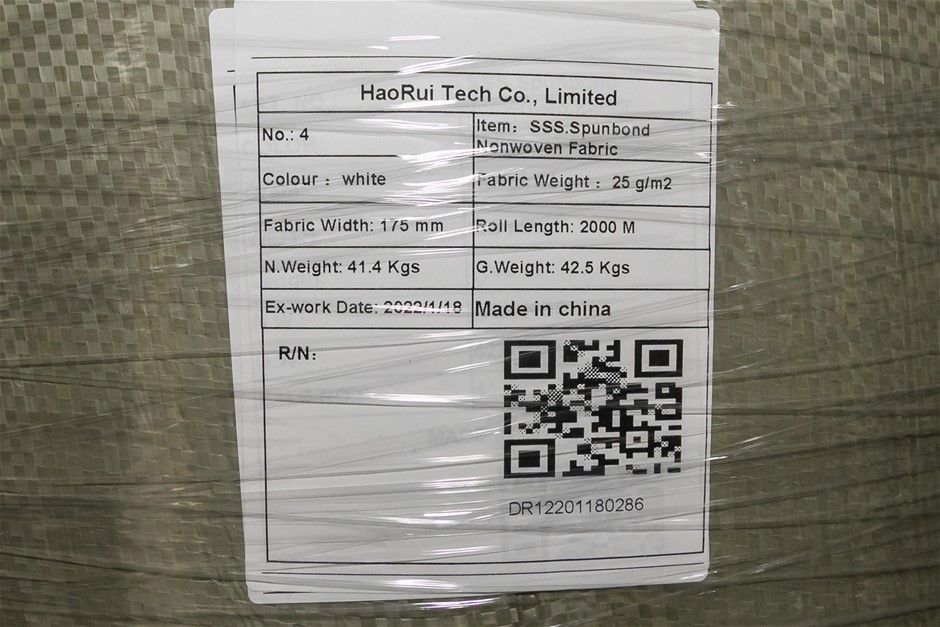 HaoRui Tech Co., Limited
No.: 4
Item: SSS.Spunbond
Nonwoven Fabric
Colour : white
Fabric Weight : 25 g/m2
Fabric Width: 175 mm
Roll Length: 2000 M
N.Weight: 41.4 Kgs
G.Weight: 42.5 Kgs
Ex-work Date: 2022/1/18
Made in china
R/N:
DR12201180286